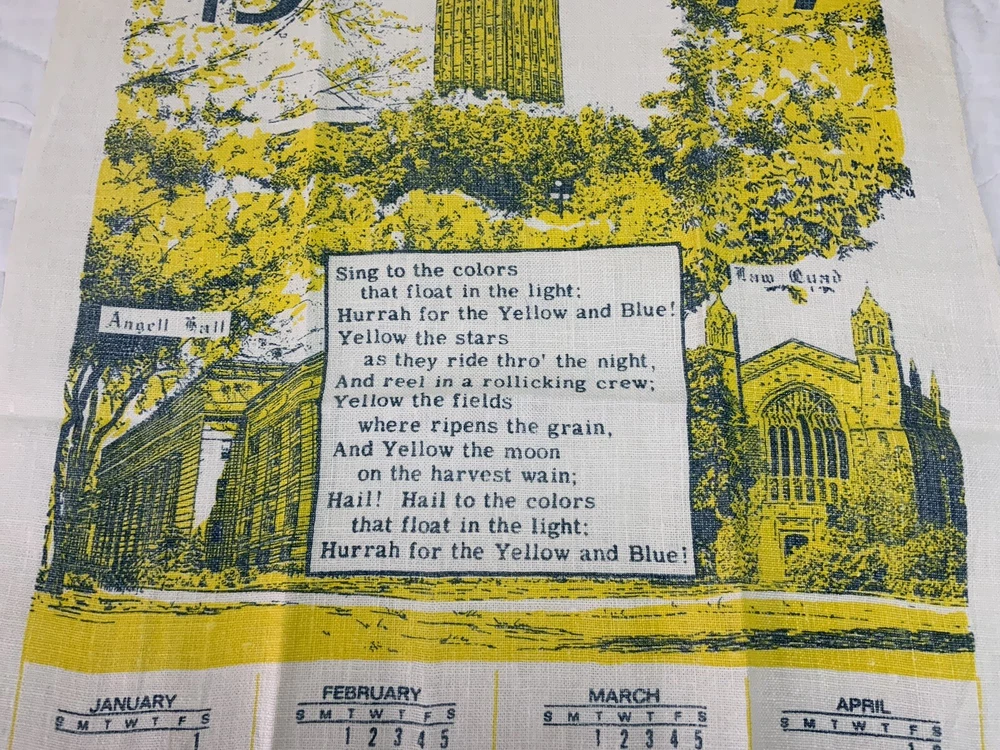 Sing to the colors
that float in the light;
Hurrah for the Yellow and Blue!
Yellow the stars
as they ride thro' the night,
And reel in a rollicking crew;
Yellow the fields
where ripens the grain,
And Yellow the moon
on the harvest wain;
Hail! Hail to the colors
that float in the light;
Hurrah for the Yellow and Blue!
Law Quad
Angell Hall
JANUARY
S M T W T F S
1
FEBRUARY
S M T W T F S
1 2 3 4 5
MARCH
S M T W T F S
1 2 3 4 5
APRIL
S M T W T F S